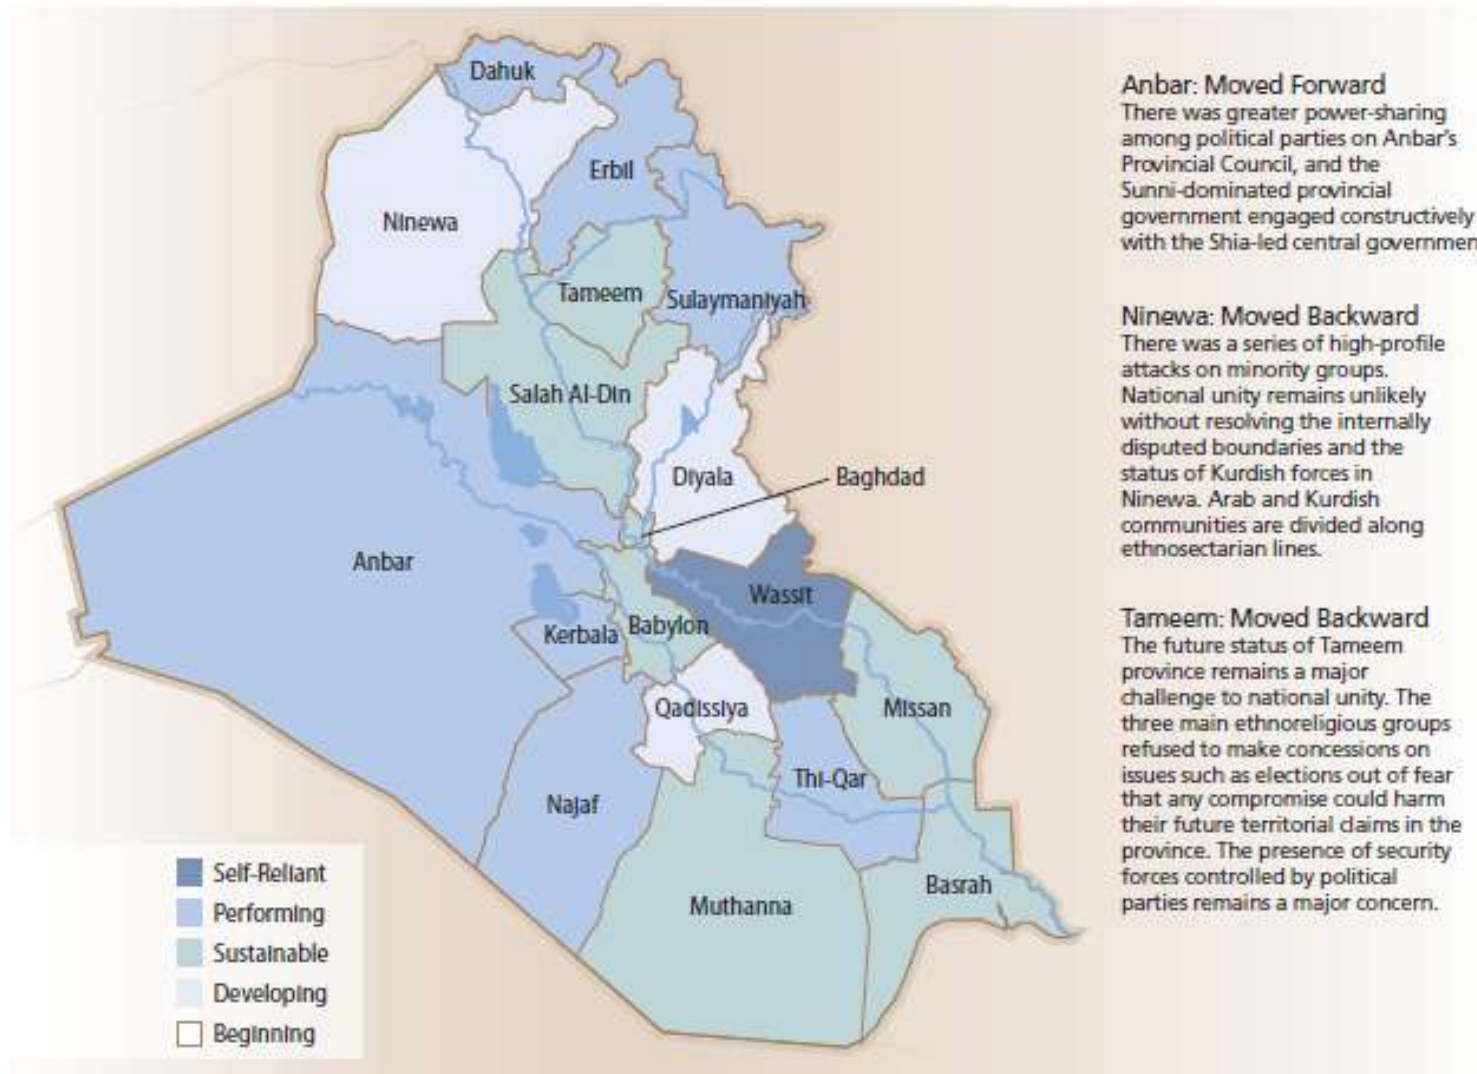 Dahuk
Erbil
Ninewa
Tameem
Sulaymaniyah
Salah Al-Din
Diyala
Baghdad
Anbar
Wassit
Kerbala
Babylon
Qadissiya
Missan
Thi-Qar
Najaf
Basrah
Muthanna
Self-Reliant
Performing
Sustainable
Developing
Beginning
Anbar: Moved Forward
There was greater power-sharing
among political parties on Anbar's
Provincial Council, and the
Sunni-dominated provincial
government engaged constructively
with the Shia-led central governmen
Ninewa: Moved Backward
There was a series of high-profile
attacks on minority groups.
National unity remains unlikely
without resolving the internally
disputed boundaries and the
status of Kurdish forces in
Ninewa. Arab and Kurdish
communities are divided along
ethnosectarian lines.
Tameem: Moved Backward
The future status of Tameem
province remains a major
challenge to national unity. The
three main ethnoreligious groups
refused to make concessions on
issues such as elections out of fear
that any compromise could harm
their future territorial claims in the
province. The presence of security
forces controlled by political
parties remains a major concern.